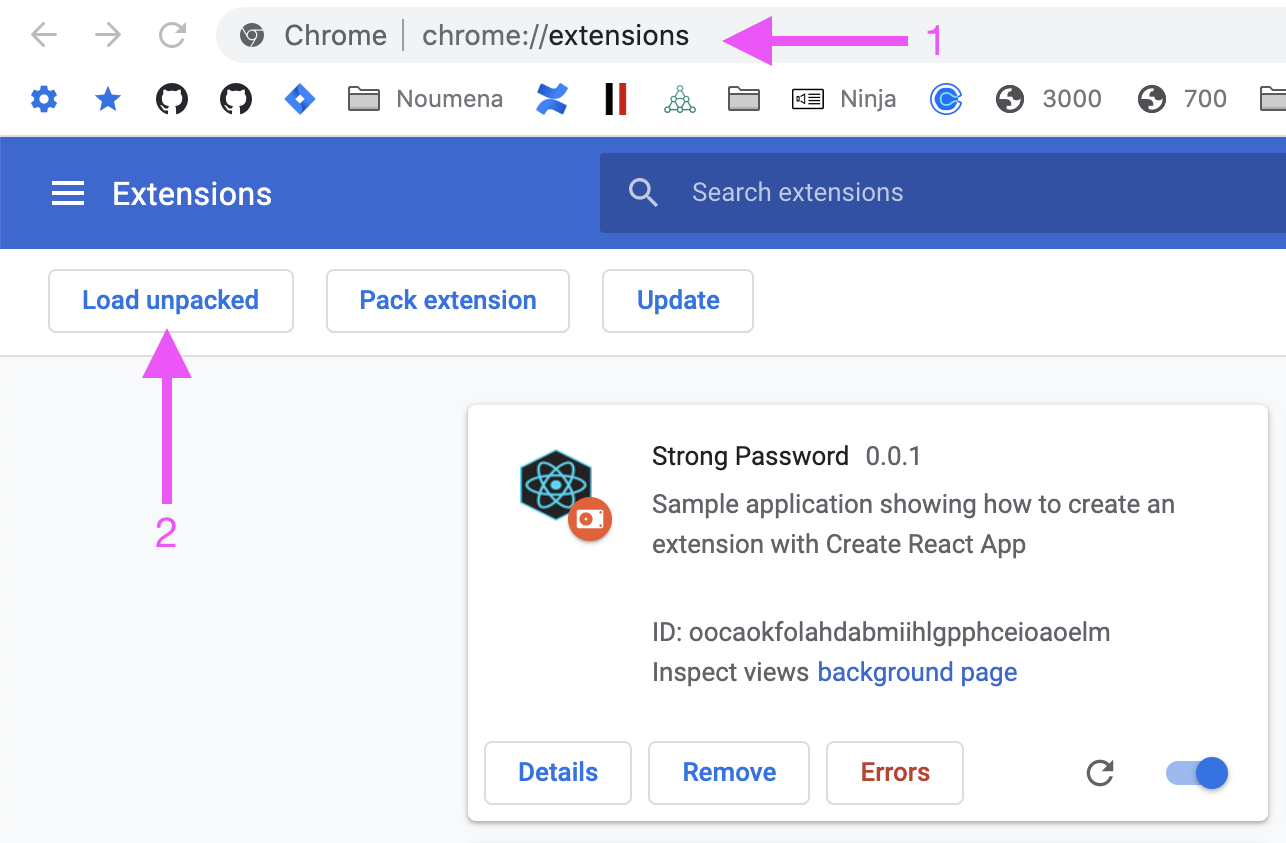 Chrome | chrome://extensions 1
Noumena Ninja 3000 700
Extensions Search extensions
Load unpacked Pack extension Update
2
Strong Password 0.0.1
Sample application showing how to create an
extension with Create React App
ID: oocaokfolahdabmiihlgpphceioaoelm
Inspect views background page
Details Remove Errors